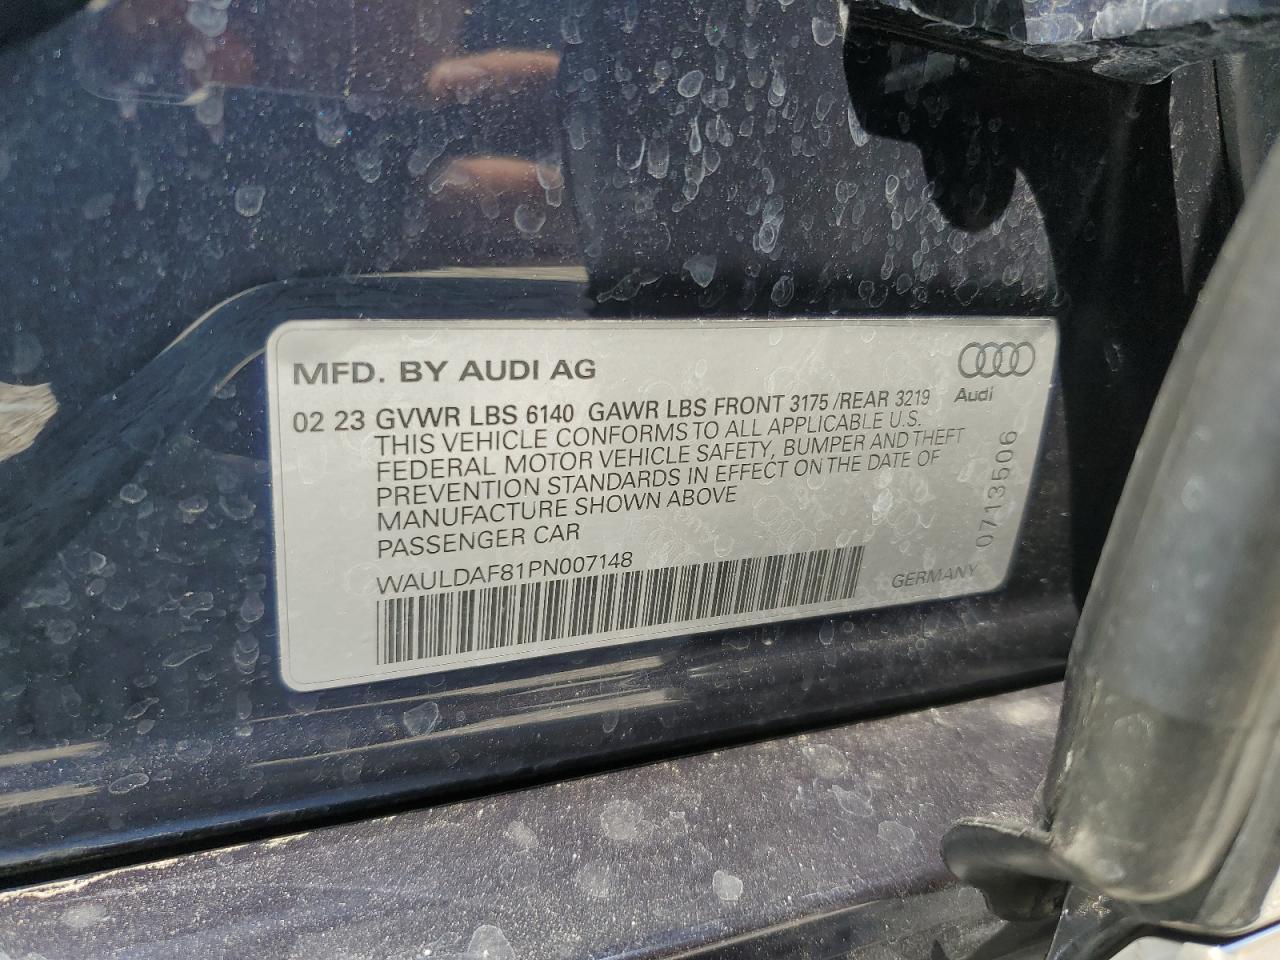 MFD. BY AUDI AG
Audi
02 23 GVWR LBS 6140 GAWR LBS FRONT 3175 /REAR 3219
THIS VEHICLE CONFORMS TO ALL APPLICABLE U.S.
FEDERAL MOTOR VEHICLE SAFETY, BUMPER AND THEFT
PREVENTION STANDARDS IN EFFECT ON THE DATE OF
MANUFACTURE SHOWN ABOVE
PASSENGER CAR
WAULDAF81PN007148
GERMANY
0713506